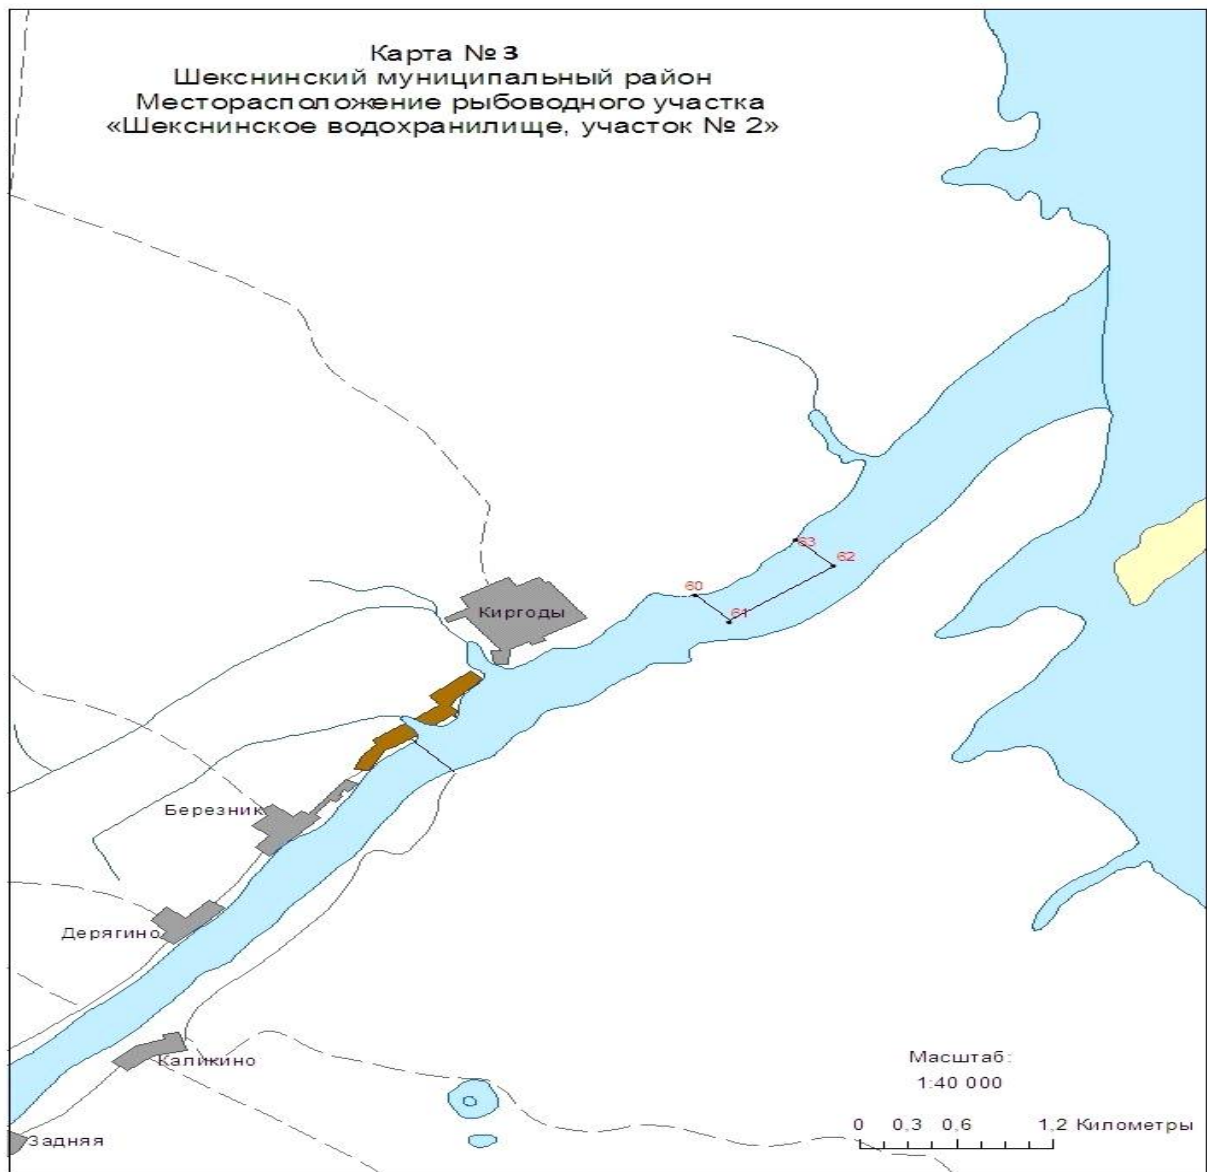 Карта № 3
Шекснинский муниципальный район
Месторасположение рыбоводного участка
«Шекснинское водохранилище, участок № 2»
63
62
60
61
Киргоды
Березник
Дерягино
Каликино
Задняя
Масштаб:
1:40 000
0 0,3 0,6 1,2 Километры